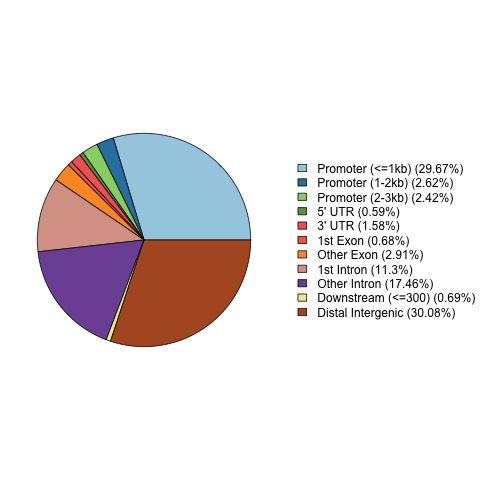 Promoter (<=1kb) (29.67%)
Promoter (1-2kb) (2.62%)
Promoter (2-3kb) (2.42%)
5' UTR (0.59%)
3' UTR (1.58%)
1st Exon (0.68%)
Other Exon (2.91%)
1st Intron (11.3%)
Other Intron (17.46%)
Downstream (<=300) (0.69%)
Distal Intergenic (30.08%)